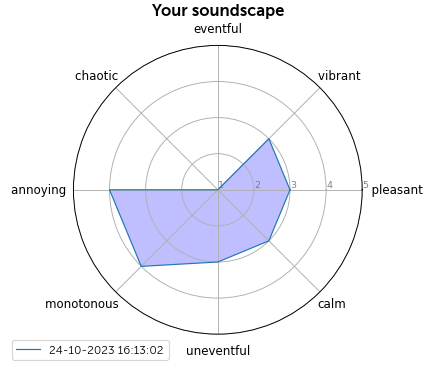 Your soundscape
eventful
chaotic
vibrant
annoying
1
2
3
4
5
pleasant
monotonous
calm
24-10-2023 16:13:02
uneventful